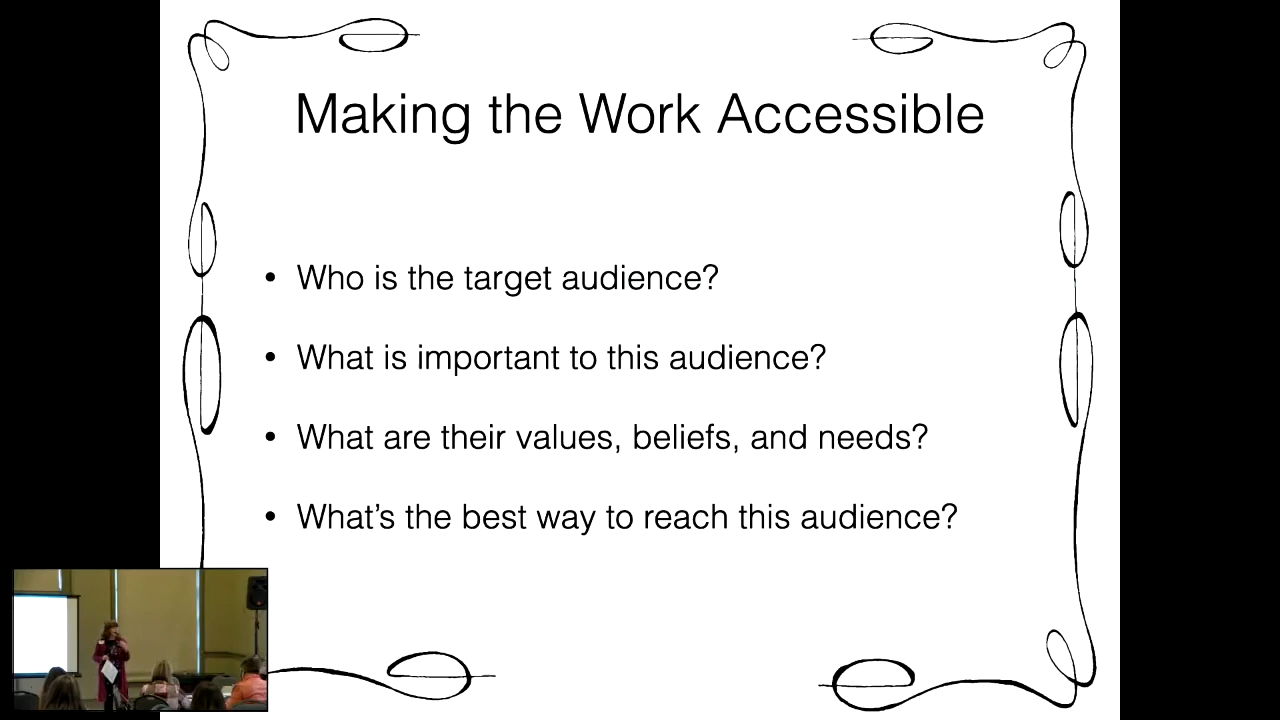 Making the Work Accessible
• Who is the target audience?
• What is important to this audience?
• What are their values, beliefs, and needs?
• What’s the best way to reach this audience?